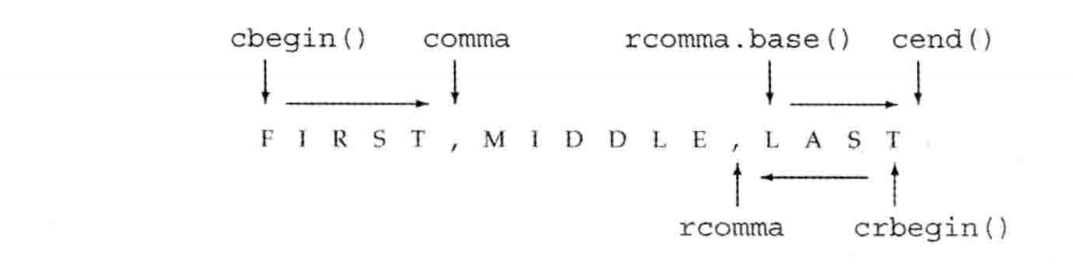 cbegin() comma rcomma.base() cend()
F I R S T , M I D D L E , L A S T
rcomma crbegin()